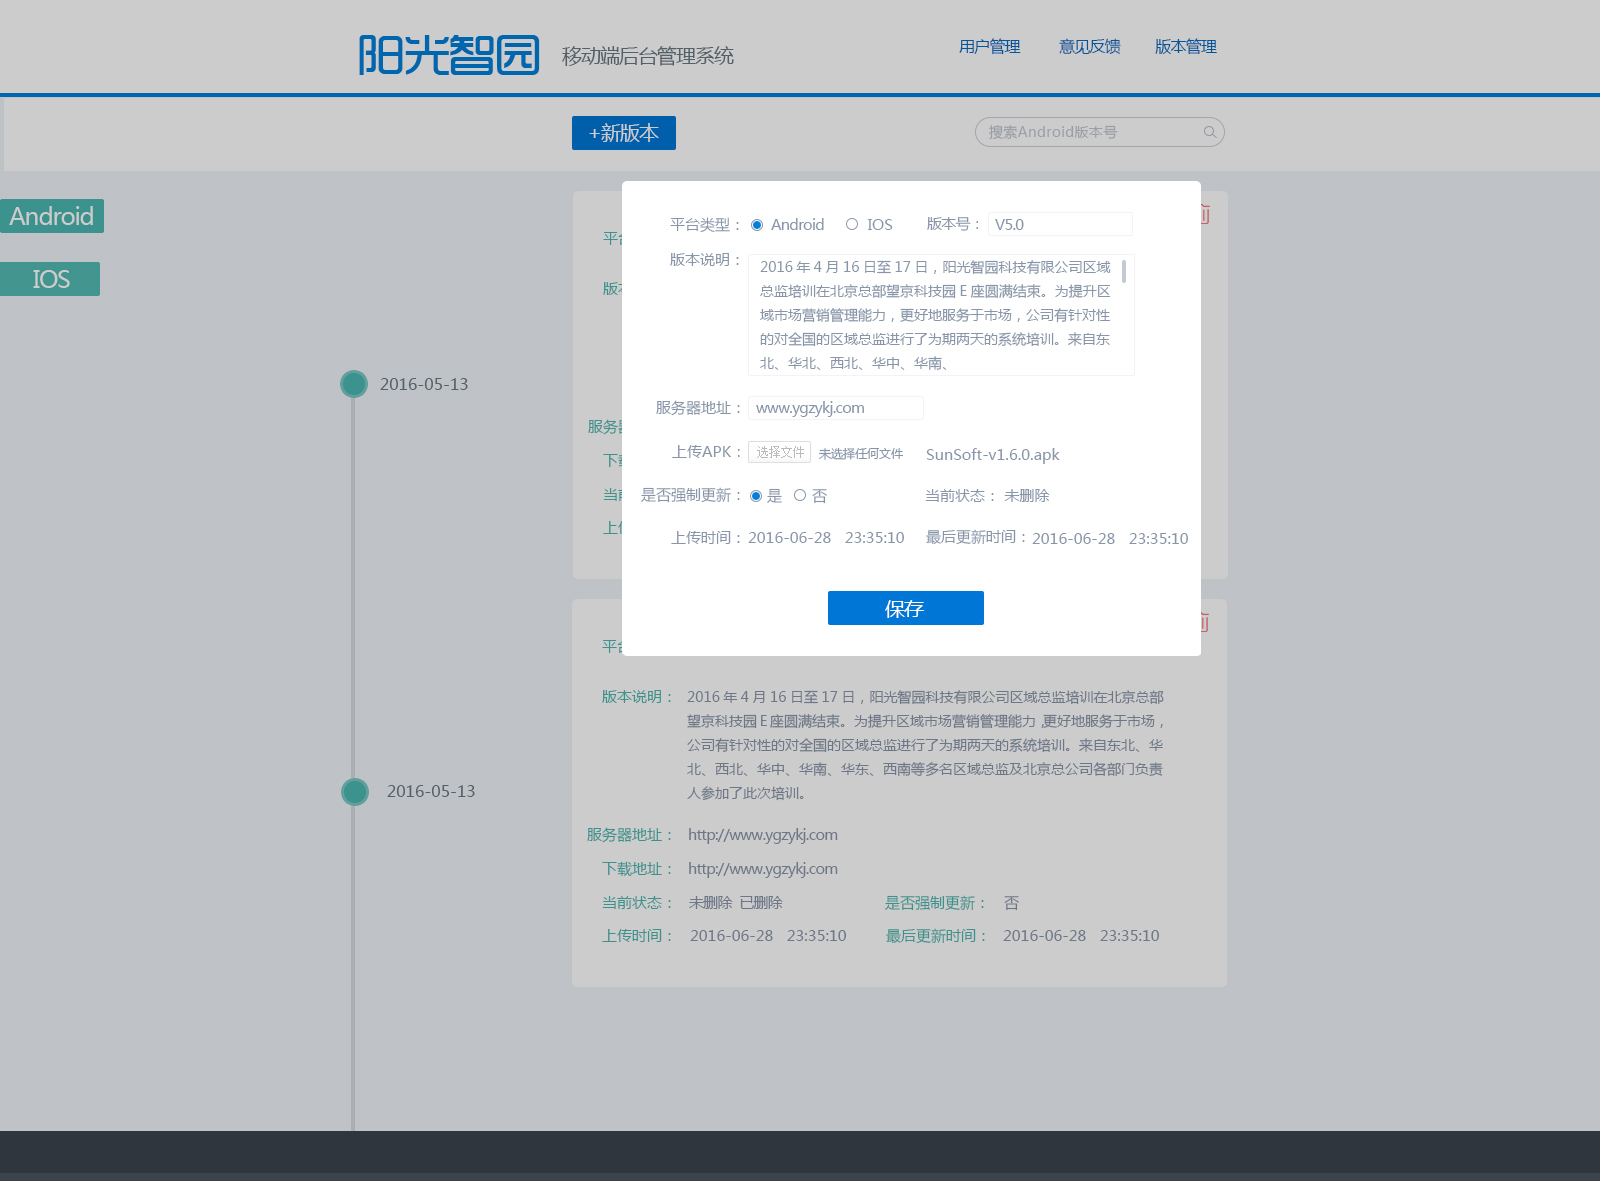 阳光智园 移动端后台管理系统 用户管理 意见反馈 版本管理
+新版本 搜索Android版本号
Android
IOS
2016-05-13
2016-05-13
平台类型： Android IOS 版本号： V5.0
版本说明：
2016 年 4 月 16 日至 17 日，阳光智园科技有限公司区域
总监培训在北京总部望京科技园 E 座圆满结束。为提升区
域市场营销管理能力，更好地服务于市场，公司有针对性
的对全国的区域总监进行了为期两天的系统培训。来自东
北、华北、西北、华中、华南、
服务器地址： www.ygzykj.com
上传APK： 选择文件 未选择任何文件 SunSoft-v1.6.0.apk
是否强制更新： 是 否 当前状态： 未删除
上传时间： 2016-06-28 23:35:10 最后更新时间： 2016-06-28 23:35:10
保存
平
版
服务
下
当
上
平
版本说明： 2016 年 4 月 16 日至 17 日，阳光智园科技有限公司区域总监培训在北京总部
望京科技园 E 座圆满结束。为提升区域市场营销管理能力 ,更好地服务于市场，
公司有针对性的对全国的区域总监进行了为期两天的系统培训。来自东北、华
北、西北、华中、华南、华东、西南等多名区域总监及北京总公司各部门负责
人参加了此次培训。
服务器地址： http://www.ygzykj.com
下载地址： http://www.ygzykj.com
当前状态： 未删除 已删除 是否强制更新： 否
上传时间： 2016-06-28 23:35:10 最后更新时间： 2016-06-28 23:35:10